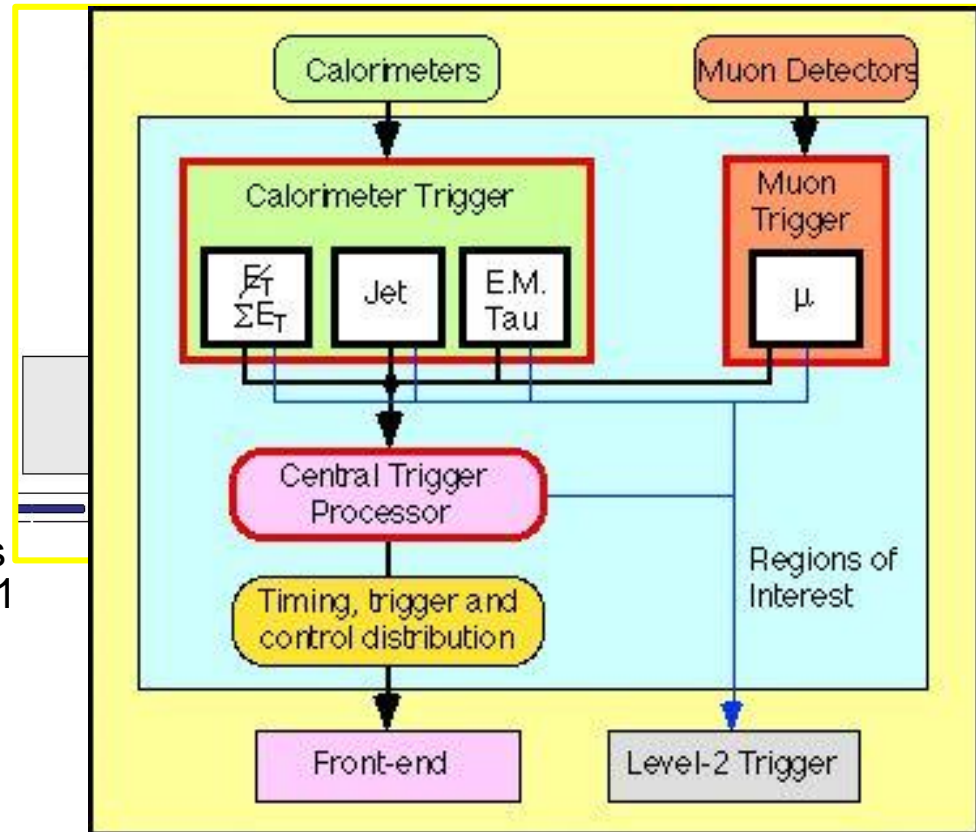 Calorimeters
Muon Detectors
Calorimeter Trigger
E̸T
ΣET
Jet
E.M.
Tau
Muon
Trigger
μ
Central Trigger
Processor
Regions of
Interest
Timing, trigger and
control distribution
Front-end
Level-2 Trigger
s
1